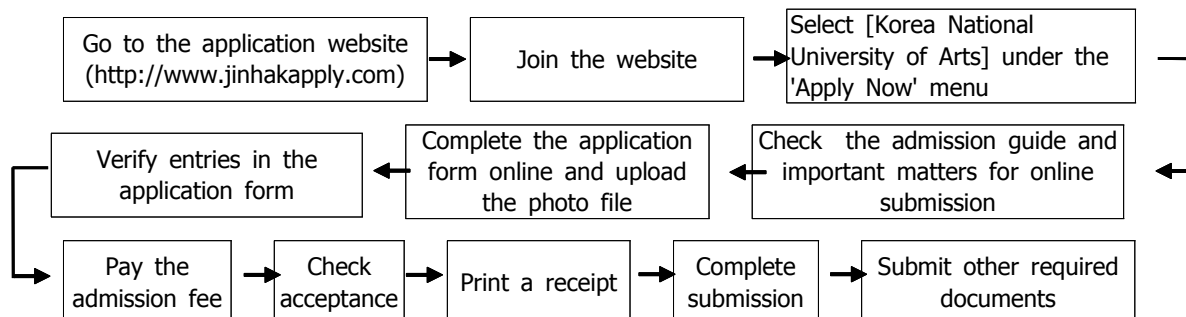 Go to the application website
(http://www.jinhakapply.com)
Join the website
Select [Korea National
University of Arts] under the
'Apply Now' menu
Check the admission guide and
important matters for online
submission
Complete the application
form online and upload
the photo file
Verify entries in the
application form
Pay the
admission fee
Check
acceptance
Print a receipt
Complete
submission
Submit other required
documents